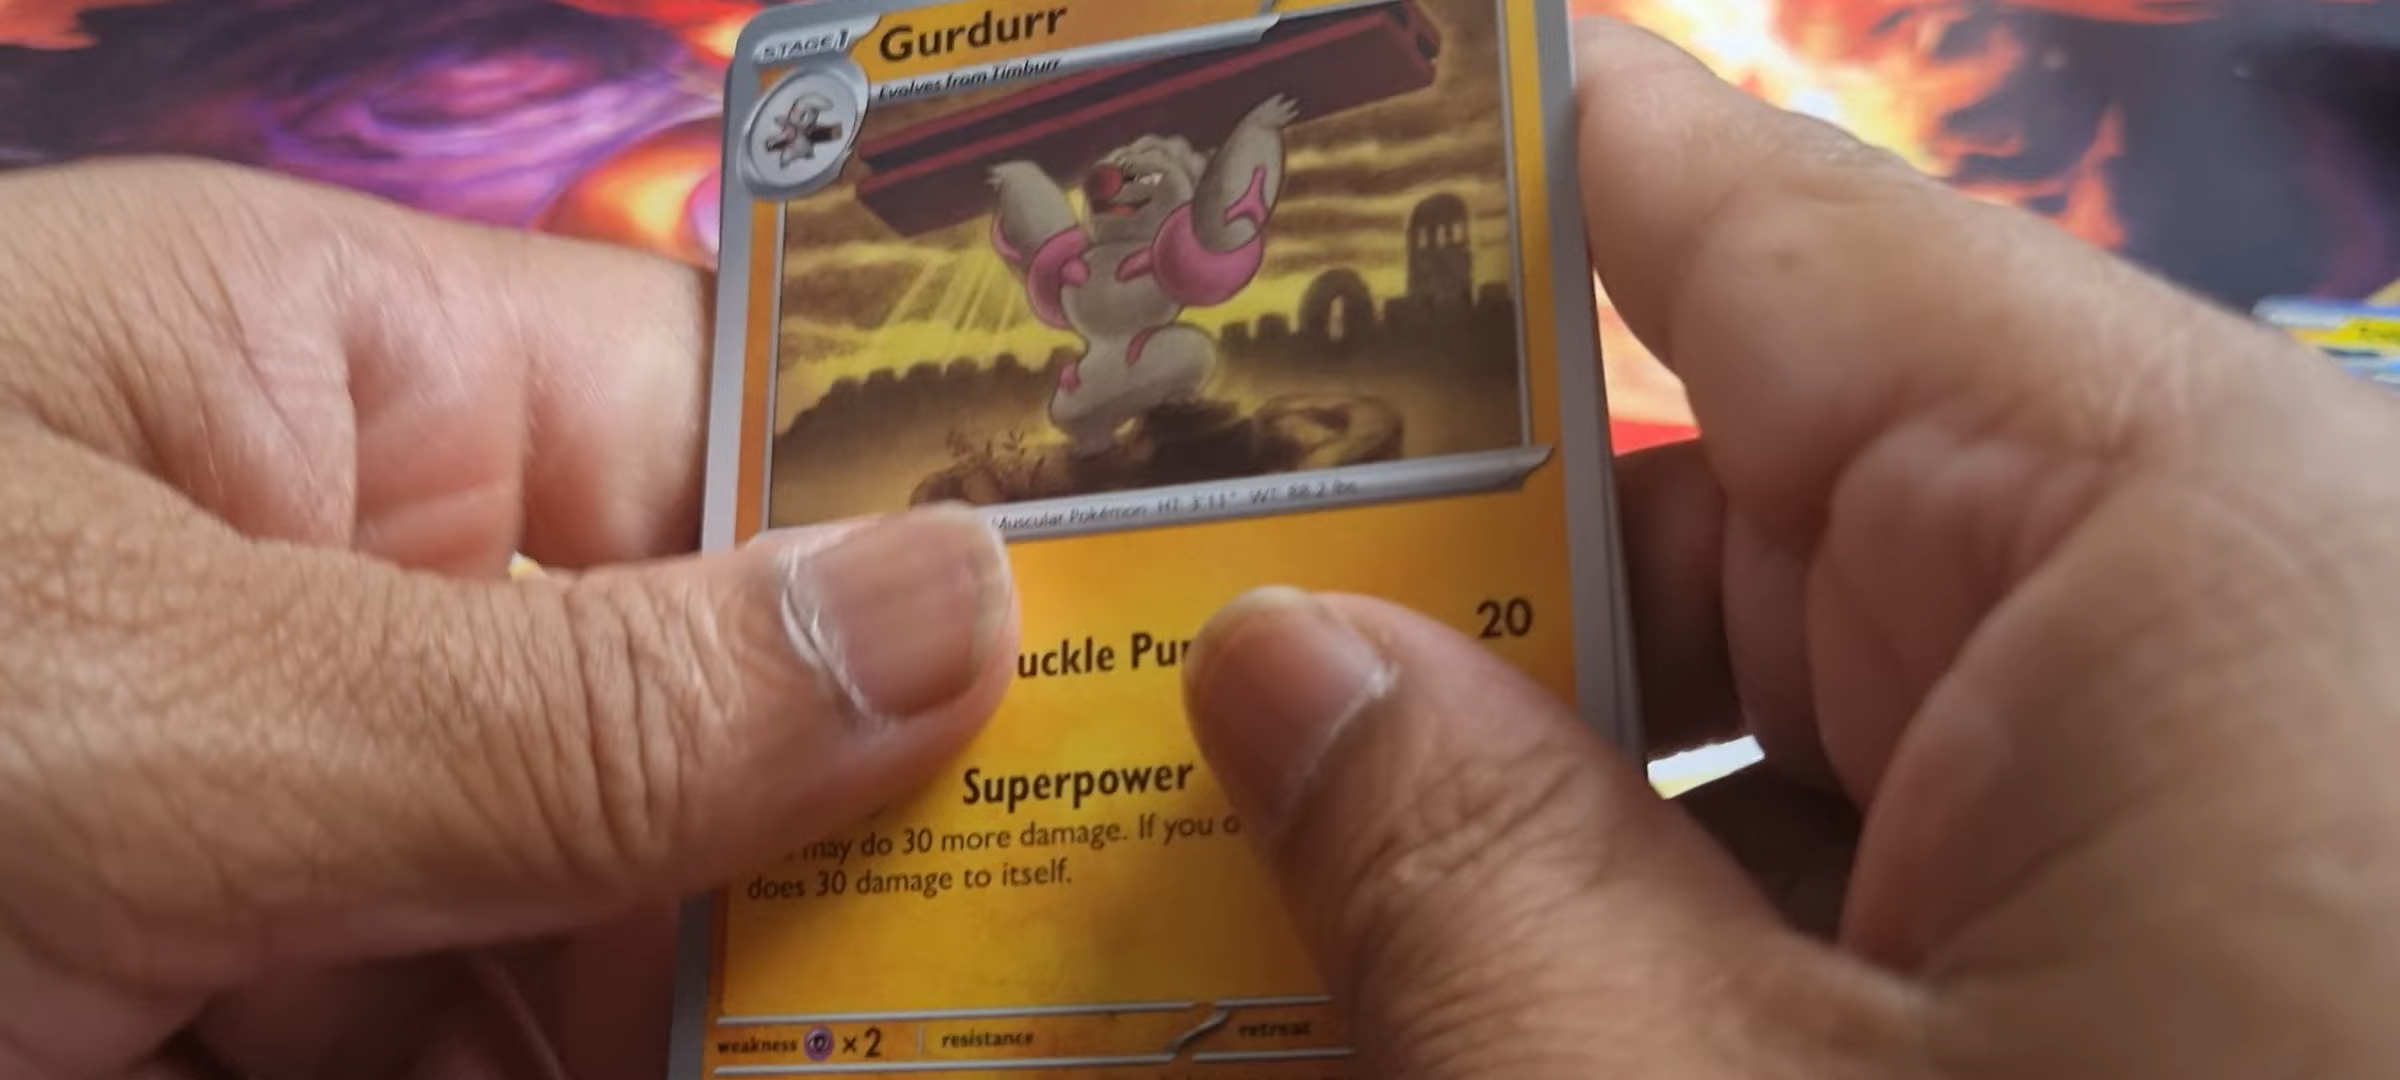 STAGE 1
Gurdurr
Evolves from Timburr
Muscular Pokémon HT: 3'11" WT: 88.2 lbs.
uckle Pu
20
Superpower
may do 30 more damage. If you
does 30 damage to itself.
weakness ×2
resistance
retreat